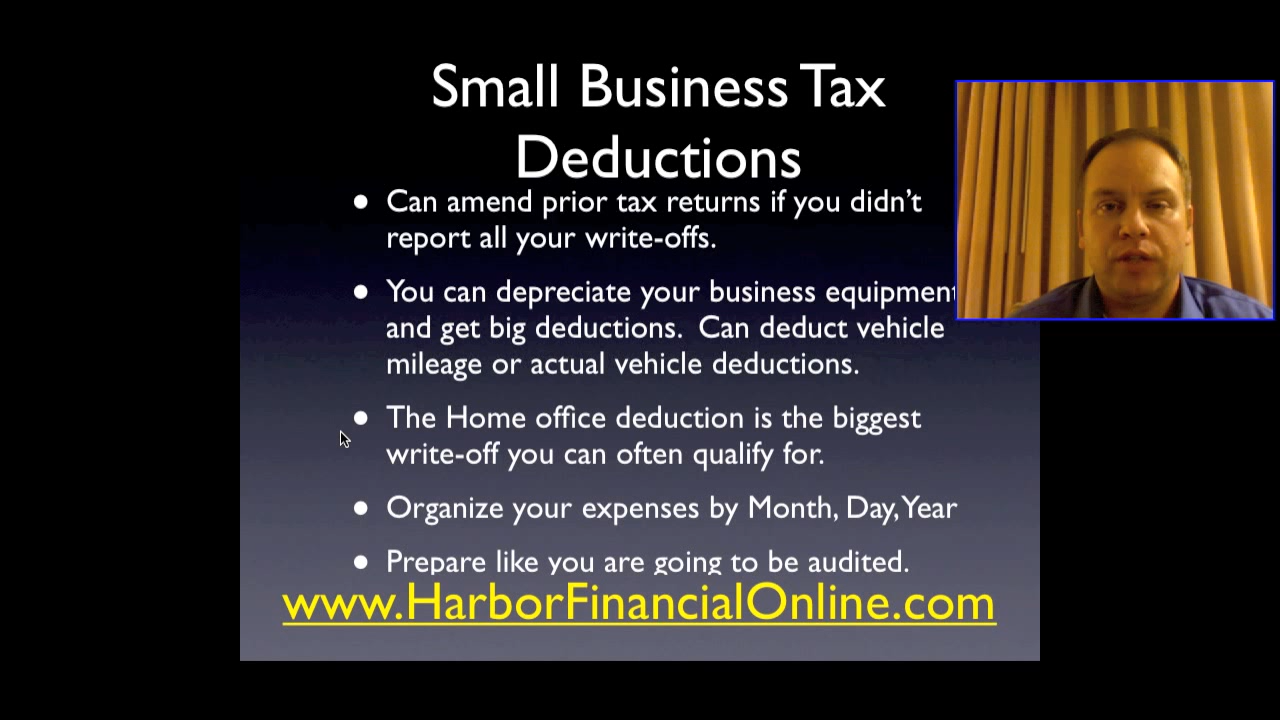 Small Business Tax
Deductions
• Can amend prior tax returns if you didn't
report all your write-offs.
• You can depreciate your business equipment
and get big deductions.  Can deduct vehicle
mileage or actual vehicle deductions.
• The Home office deduction is the biggest
write-off you can often qualify for.
• Organize your expenses by Month, Day, Year
• Prepare like you are going to be audited.
www.HarborFinancialOnline.com